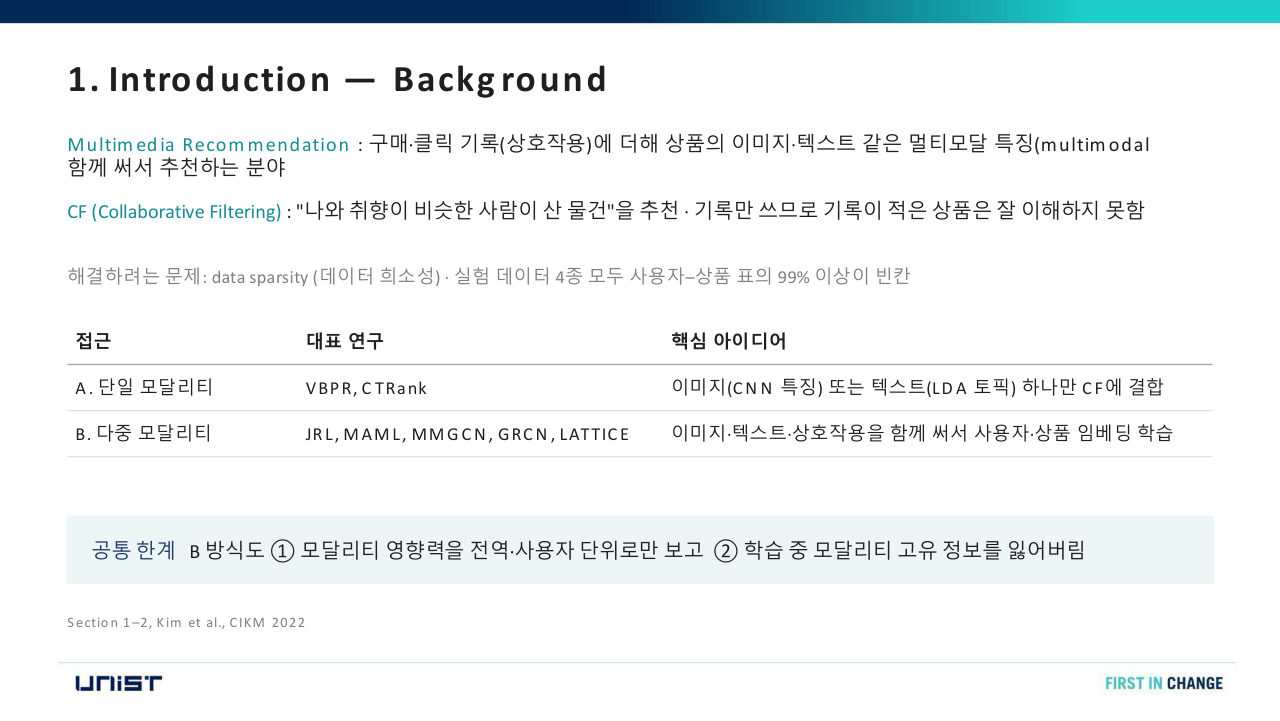 1. Introduction — Background
Multimedia Recommendation : 구매·클릭 기록(상호작용)에 더해 상품의 이미지·텍스트 같은 멀티모달 특징(multimodal
함께 써서 추천하는 분야
CF (Collaborative Filtering) : "나와 취향이 비슷한 사람이 산 물건"을 추천 · 기록만 쓰므로 기록이 적은 상품은 잘 이해하지 못함
해결하려는 문제: data sparsity (데이터 희소성) · 실험 데이터 4종 모두 사용자–상품 표의 99% 이상이 빈칸
접근 대표 연구 핵심 아이디어
A. 단일 모달리티 VBPR, CTRank 이미지(CNN 특징) 또는 텍스트(LDA 토픽) 하나만 CF에 결합
B. 다중 모달리티 JRL, MAML, MMGCN, GRCN, LATTICE 이미지·텍스트·상호작용을 함께 써서 사용자·상품 임베딩 학습
공통 한계 B 방식도 ① 모달리티 영향력을 전역·사용자 단위로만 보고 ② 학습 중 모달리티 고유 정보를 잃어버림
Section 1–2, Kim et al., CIKM 2022
UNIST
FIRST IN CHANGE